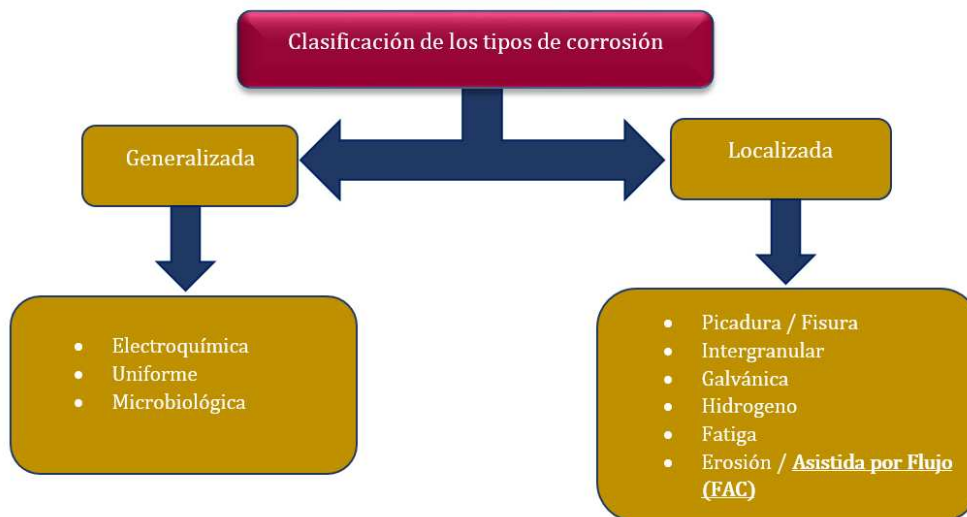 Clasificación de los tipos de corrosión
Generalizada
Localizada
• Electroquímica
• Uniforme
• Microbiológica
• Picadura / Fisura
• Intergranular
• Galvánica
• Hidrogeno
• Fatiga
• Erosión / Asistida por Flujo
(FAC)